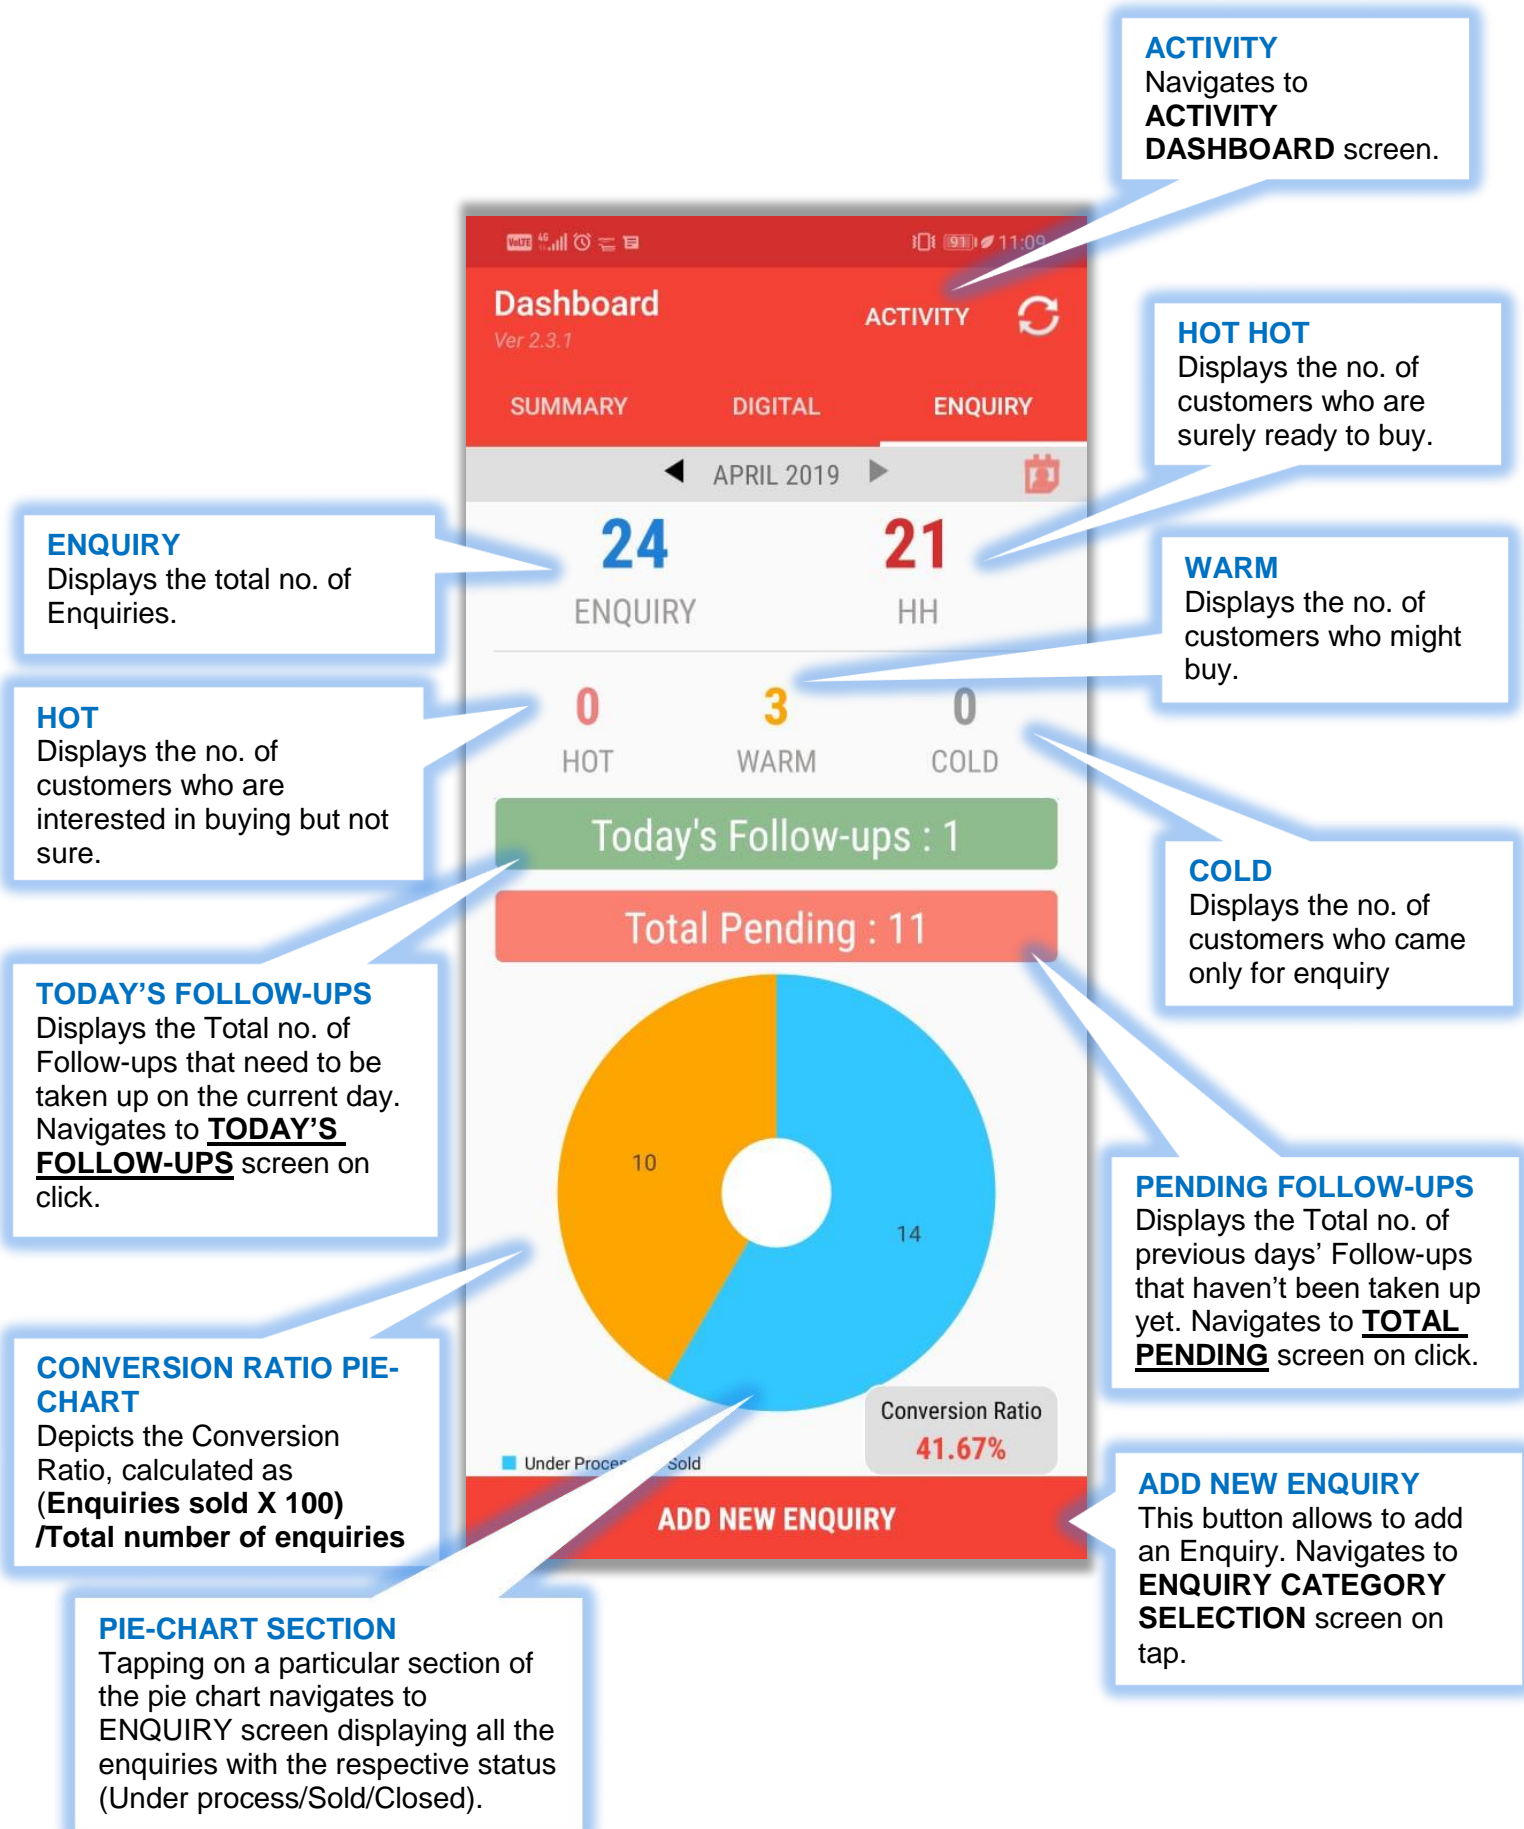 ACTIVITY
Navigates to
ACTIVITY
DASHBOARD screen.
VoLTE 4G
91 11:09
Dashboard
Ver 2.3.1
ACTIVITY
SUMMARY
DIGITAL
ENQUIRY
APRIL 2019
HOT HOT
Displays the no. of
customers who are
surely ready to buy.
24
ENQUIRY
21
HH
ENQUIRY
Displays the total no. of
Enquiries.
WARM
Displays the no. of
customers who might
buy.
HOT
Displays the no. of
customers who are
interested in buying but not
sure.
0
HOT
3
WARM
0
COLD
Today's Follow-ups : 1
Total Pending : 11
COLD
Displays the no. of
customers who came
only for enquiry
TODAY’S FOLLOW-UPS
Displays the Total no. of
Follow-ups that need to be
taken up on the current day.
Navigates to TODAY’S
FOLLOW-UPS screen on
click.
10
14
PENDING FOLLOW-UPS
Displays the Total no. of
previous days’ Follow-ups
that haven’t been taken up
yet. Navigates to TOTAL
PENDING screen on click.
CONVERSION RATIO PIE-
CHART
Depicts the Conversion
Ratio, calculated as
(Enquiries sold X 100)
/Total number of enquiries
Conversion Ratio
41.67%
Under Sold
ADD NEW ENQUIRY
ADD NEW ENQUIRY
This button allows to add
an Enquiry. Navigates to
ENQUIRY CATEGORY
SELECTION screen on
tap.
PIE-CHART SECTION
Tapping on a particular section of
the pie chart navigates to
ENQUIRY screen displaying all the
enquiries with the respective status
(Under process/Sold/Closed).